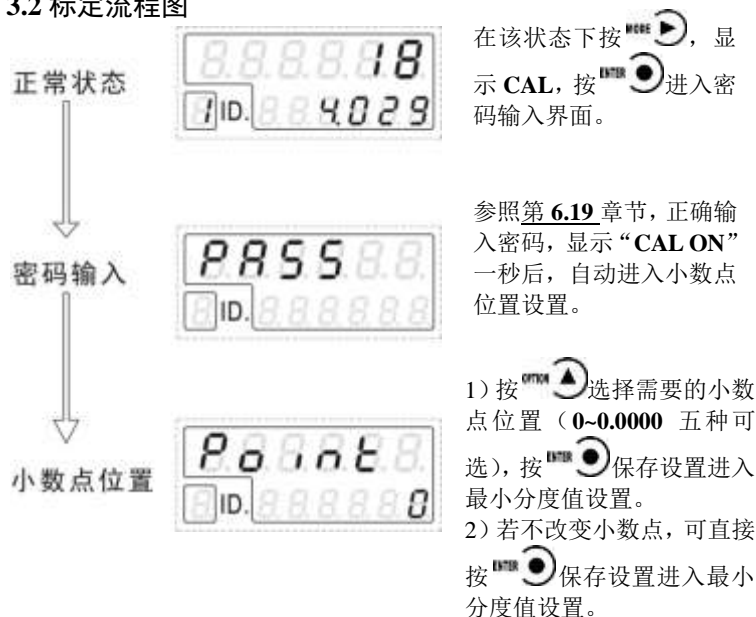 3.2 标定流程图
正常状态
18
1 ID. 4.029
在该状态下按 MODE ，显
示 CAL，按 ENTER 进入密
码输入界面。
密码输入
PASS
ID.
参照第 6.19 章节，正确输
入密码，显示“CAL ON”
一秒后，自动进入小数点
位置设置。
小数点位置
Point
ID. 0
1）按 OPTION 选择需要的小数
点位置（0~0.0000 五种可
选），按 ENTER 保存设置进入
最小分度值设置。
2）若不改变小数点，可直接
按 ENTER 保存设置进入最小
分度值设置。